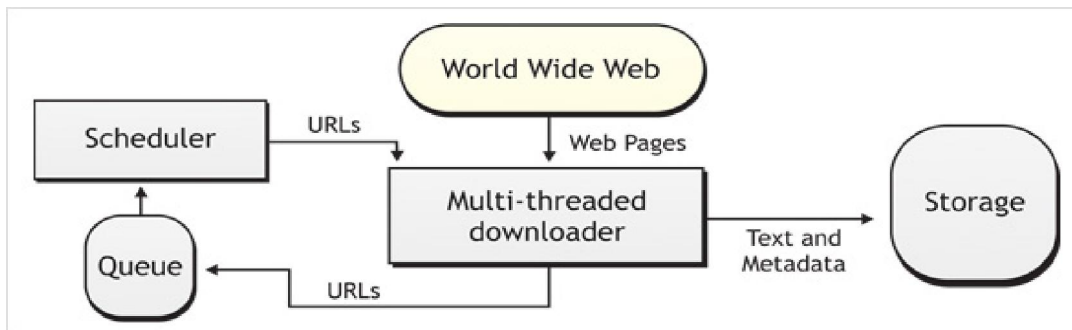 World Wide Web
Scheduler
URLs
Web Pages
Multi-threaded
downloader
Storage
Text and
Metadata
Queue
URLs